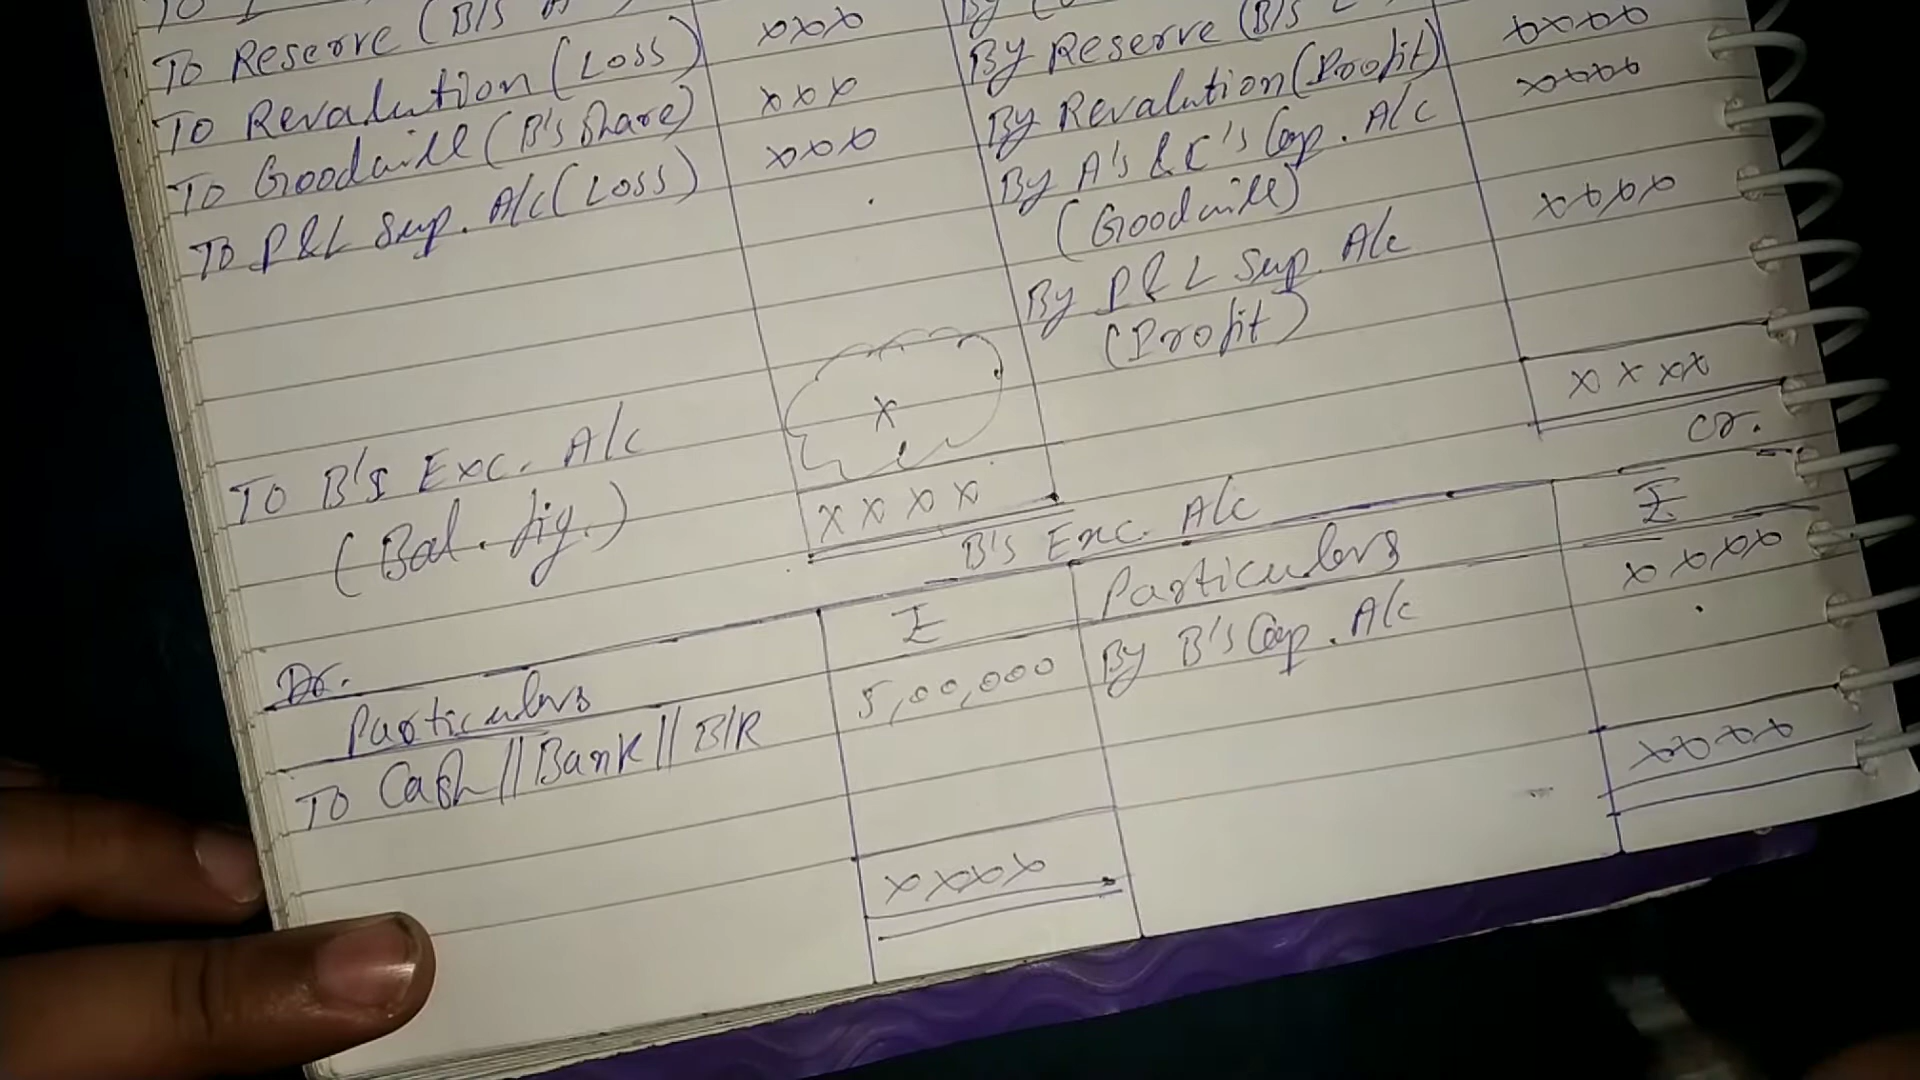 To Reserve (B/S A
xxx
By Reserve (B/S L
xxxx
To Revalution (Loss)
xxx
By Revalution (Profit)
xxxx
To Goodwill (B's Share)
xxx
By A's & C's Cap. A/c
(Goodwill)
xxxx
To P&L Sup. A/c (Loss)
By P & L Sup. A/c
(Profit)
To B's Exc. A/c
(Bal. fig.)
x
xxxx
xxxx
B's Exc. A/c
Dr.
Cr.
Particulers
₹
Particulers
₹
To Cash || Bank || B/R
5,00,000
By B's Cap. A/c
xxxx
xxxx
xxxx